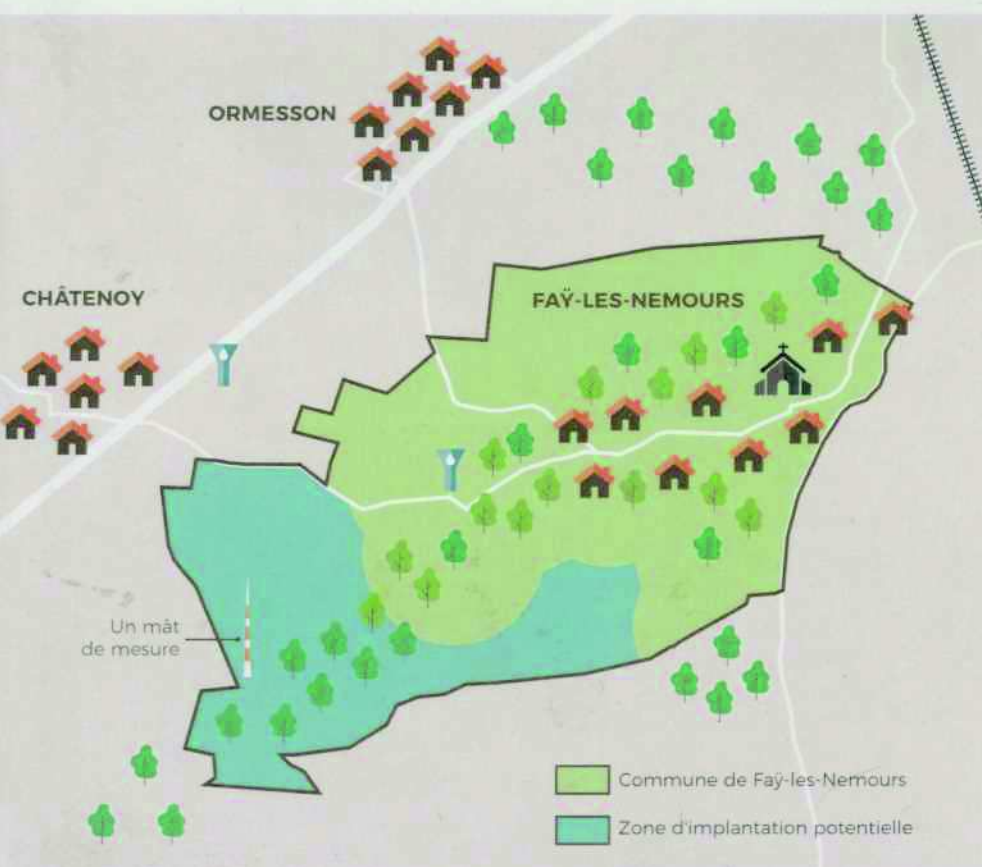 ORMESSON
CHÂTENOY
FAŸ-LES-NEMOURS
Un mât
de mesure
Commune de Faÿ-les-Nemours
Zone d'implantation potentielle